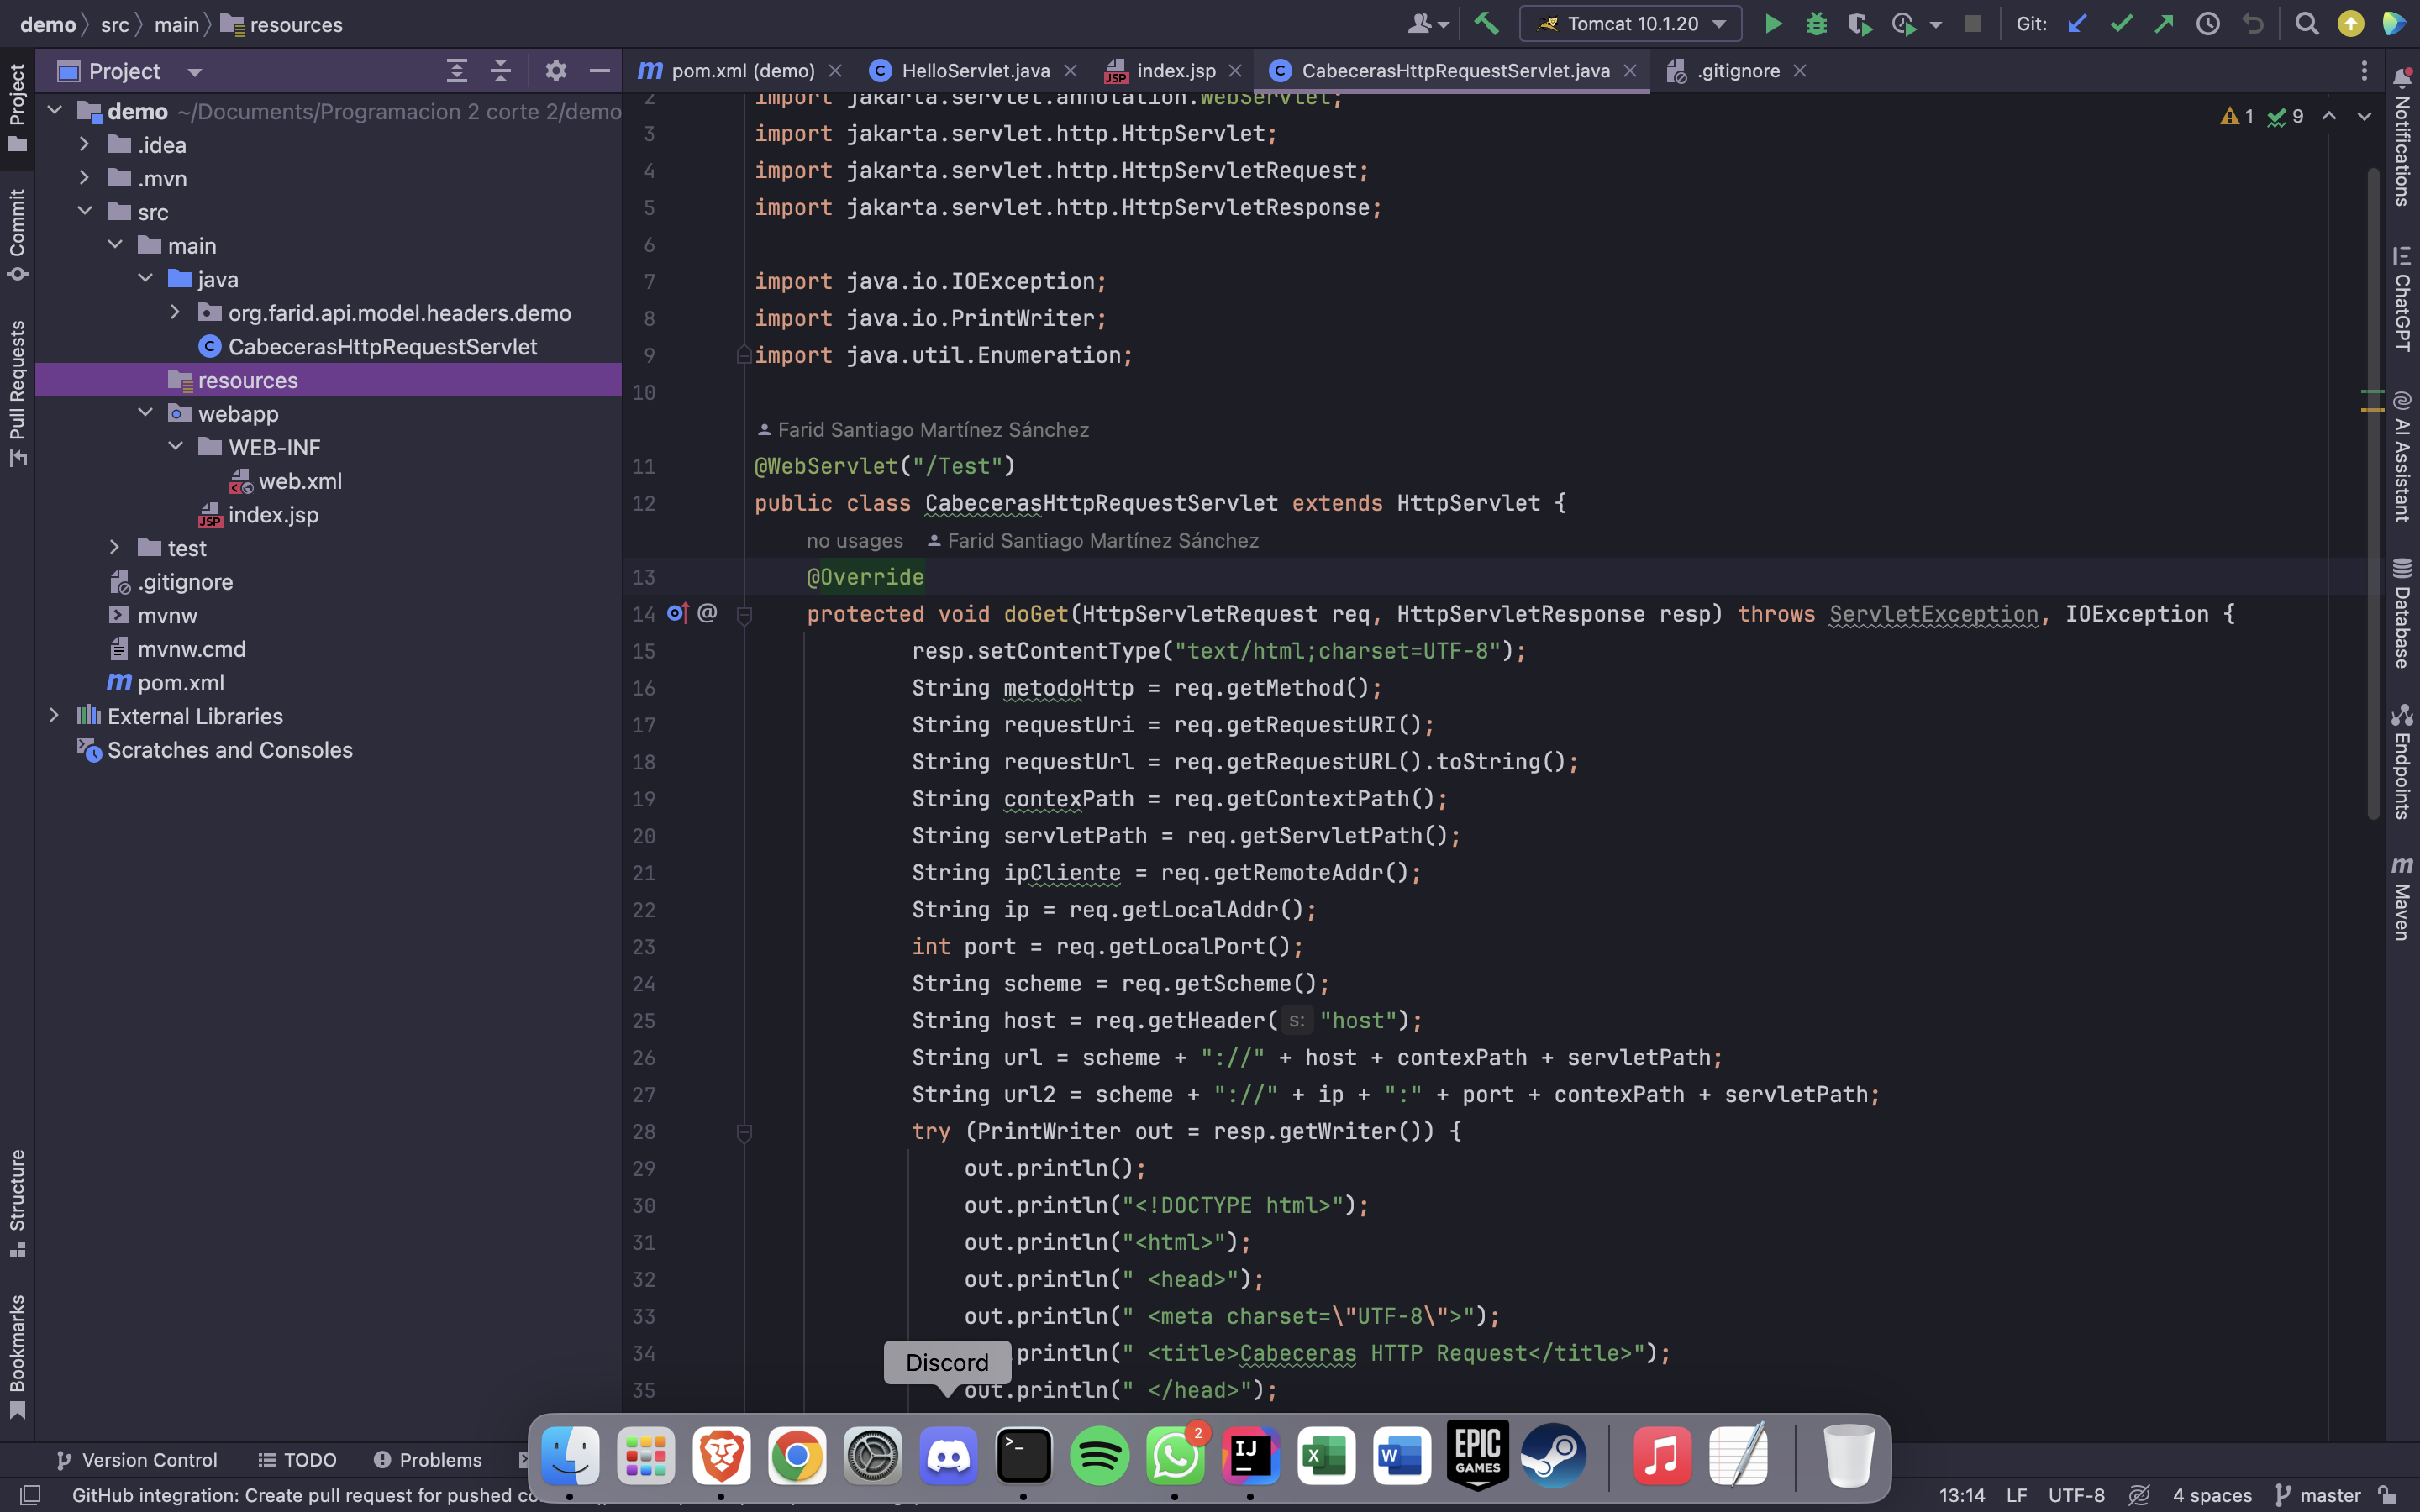 demo src main resources
Tomcat 10.1.20
Git:
Project
pom.xml (demo)
HelloServlet.java
index.jsp
CabecerasHttpRequestServlet.java
.gitignore
Project
Commit
Pull Requests
Structure
Bookmarks
demo ~/Documents/Programacion 2 corte 2/demo
.idea
.mvn
src
main
java
org.farid.api.model.headers.demo
CabecerasHttpRequestServlet
resources
webapp
WEB-INF
web.xml
index.jsp
test
.gitignore
mvnw
mvnw.cmd
pom.xml
External Libraries
Scratches and Consoles
1 9
2 import jakarta.servlet.annotation.WebServlet;
3 import jakarta.servlet.http.HttpServlet;
4 import jakarta.servlet.http.HttpServletRequest;
5 import jakarta.servlet.http.HttpServletResponse;
6
7 import java.io.IOException;
8 import java.io.PrintWriter;
9 import java.util.Enumeration;
10
Farid Santiago Martínez Sánchez
11 @WebServlet("/Test")
12 public class CabecerasHttpRequestServlet extends HttpServlet {
no usages Farid Santiago Martínez Sánchez
13 @Override
14 @ protected void doGet(HttpServletRequest req, HttpServletResponse resp) throws ServletException, IOException {
15 resp.setContentType("text/html;charset=UTF-8");
16 String metodoHttp = req.getMethod();
17 String requestUri = req.getRequestURI();
18 String requestUrl = req.getRequestURL().toString();
19 String contexPath = req.getContextPath();
20 String servletPath = req.getServletPath();
21 String ipCliente = req.getRemoteAddr();
22 String ip = req.getLocalAddr();
23 int port = req.getLocalPort();
24 String scheme = req.getScheme();
25 String host = req.getHeader( s: "host");
26 String url = scheme + "://" + host + contexPath + servletPath;
27 String url2 = scheme + "://" + ip + ":" + port + contexPath + servletPath;
28 try (PrintWriter out = resp.getWriter()) {
29 out.println();
30 out.println("<!DOCTYPE html>");
31 out.println("<html>");
32 out.println(" <head>");
33 out.println(" <meta charset=\"UTF-8\">");
34 .println(" <title>Cabeceras HTTP Request</title>");
35 out.println(" </head>");
Discord
Notifications
ChatGPT
AI Assistant
Database
Endpoints
Maven
Version Control
TODO
Problems
2
IJ
X
W
EPIC
GAMES
GitHub integration: Create pull request for pushed
13:14 LF UTF-8 4 spaces master